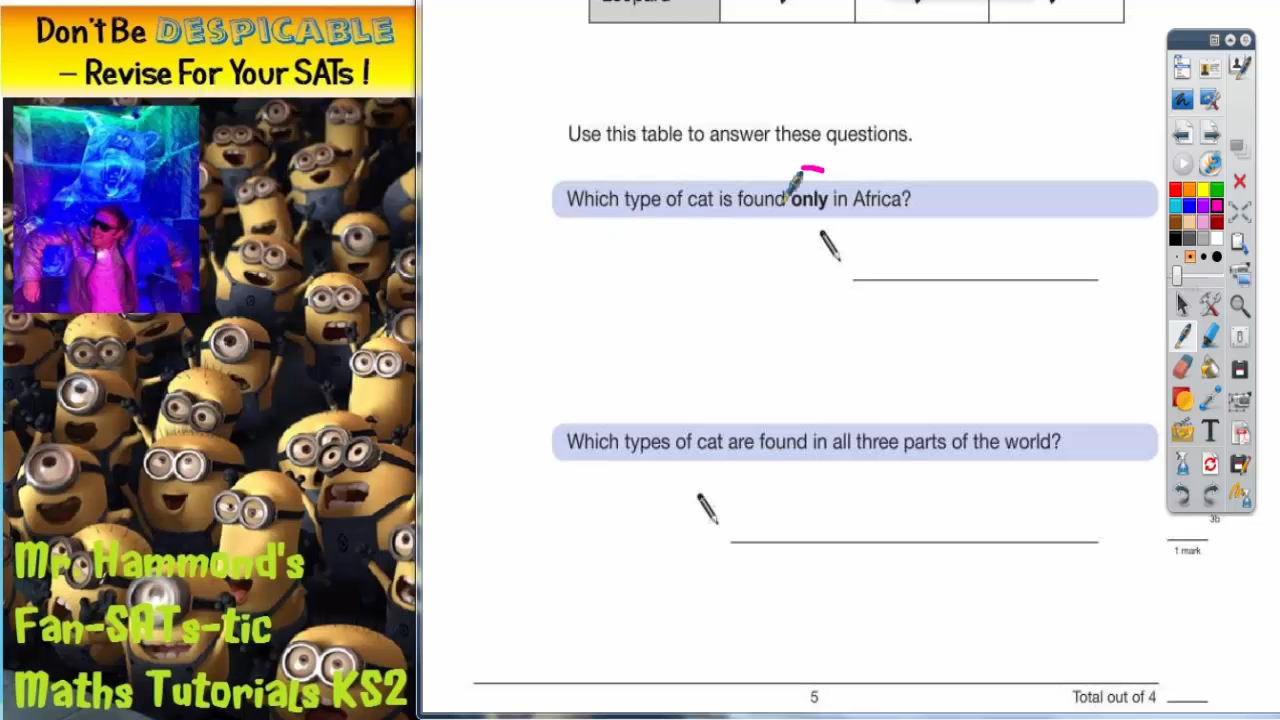 Don't Be DESPICABLE
– Revise For Your SATs !
Mr. Hammond's
Fan-SATs-tic
Maths Tutorials KS2
Leopard
Use this table to answer these questions.
Which type of cat is found only in Africa?
Which types of cat are found in all three parts of the world?
3b
1 mark
5
Total out of 4